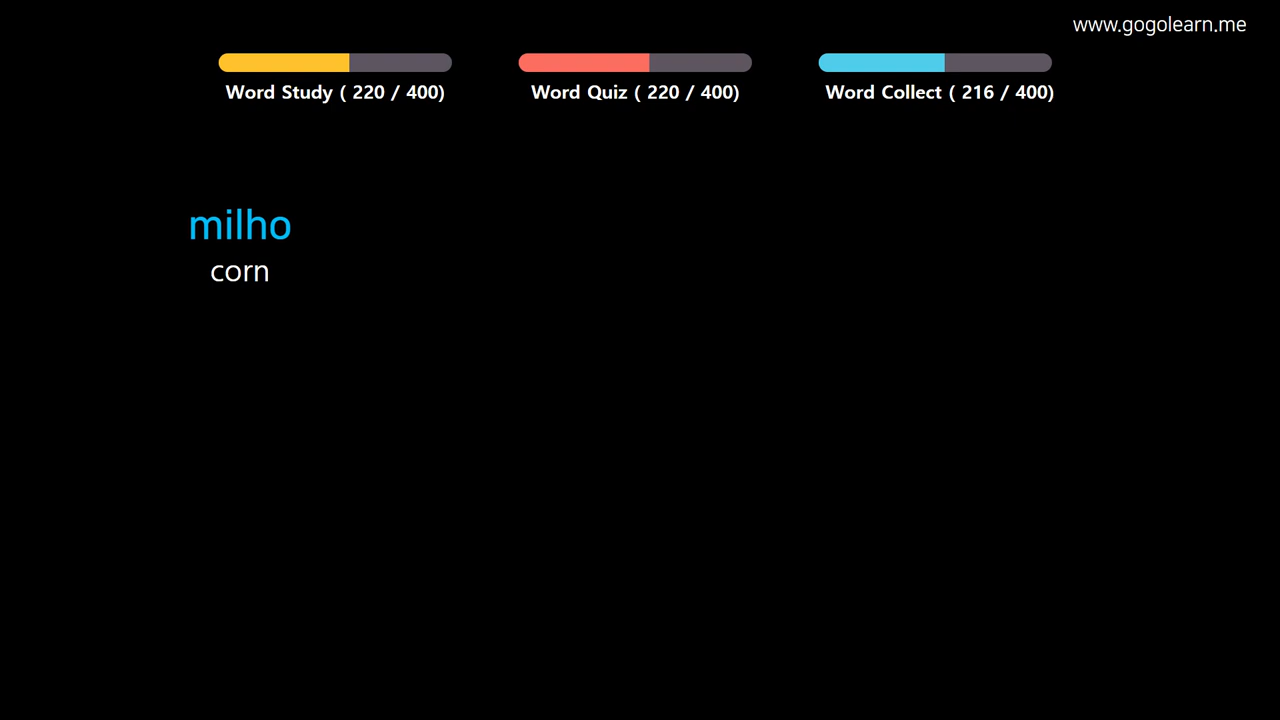 www.gogolearn.me
Word Study ( 220 / 400)
Word Quiz ( 220 / 400)
Word Collect ( 216 / 400)
milho
corn